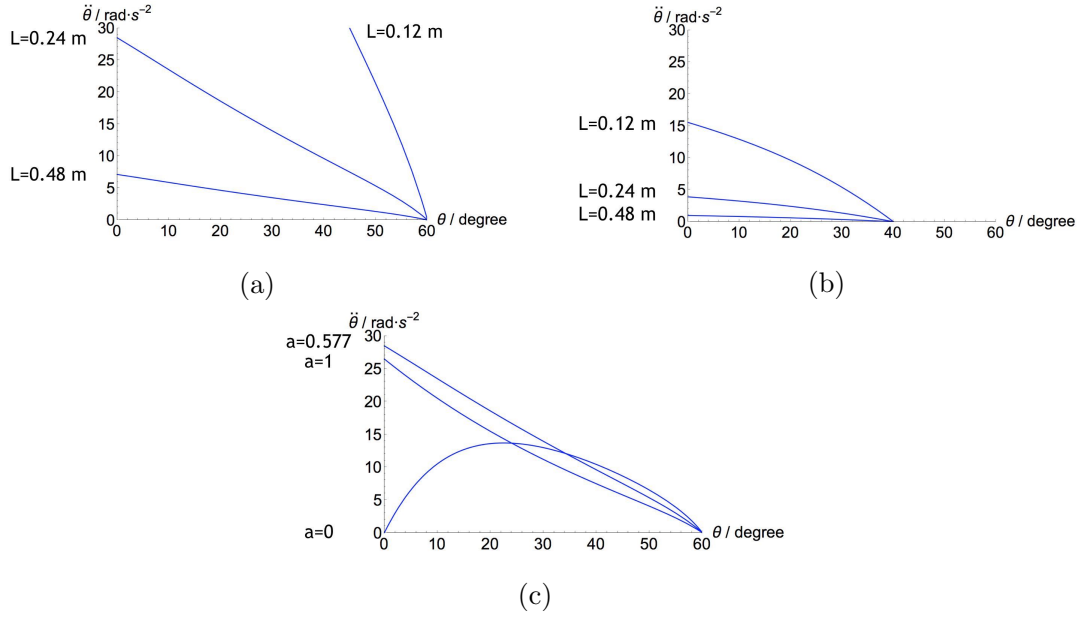 θ̈ / rad·s⁻²
L=0.24 m
L=0.12 m
L=0.48 m
30
25
20
15
10
5
0
0 10 20 30 40 50 60
θ / degree
(a)
θ̈ / rad·s⁻²
30
25
20
15
10
5
0
L=0.12 m
L=0.24 m
L=0.48 m
0 10 20 30 40 50 60
θ / degree
(b)
θ̈ / rad·s⁻²
a=0.577
a=1
a=0
30
25
20
15
10
5
0
0 10 20 30 40 50 60
θ / degree
(c)